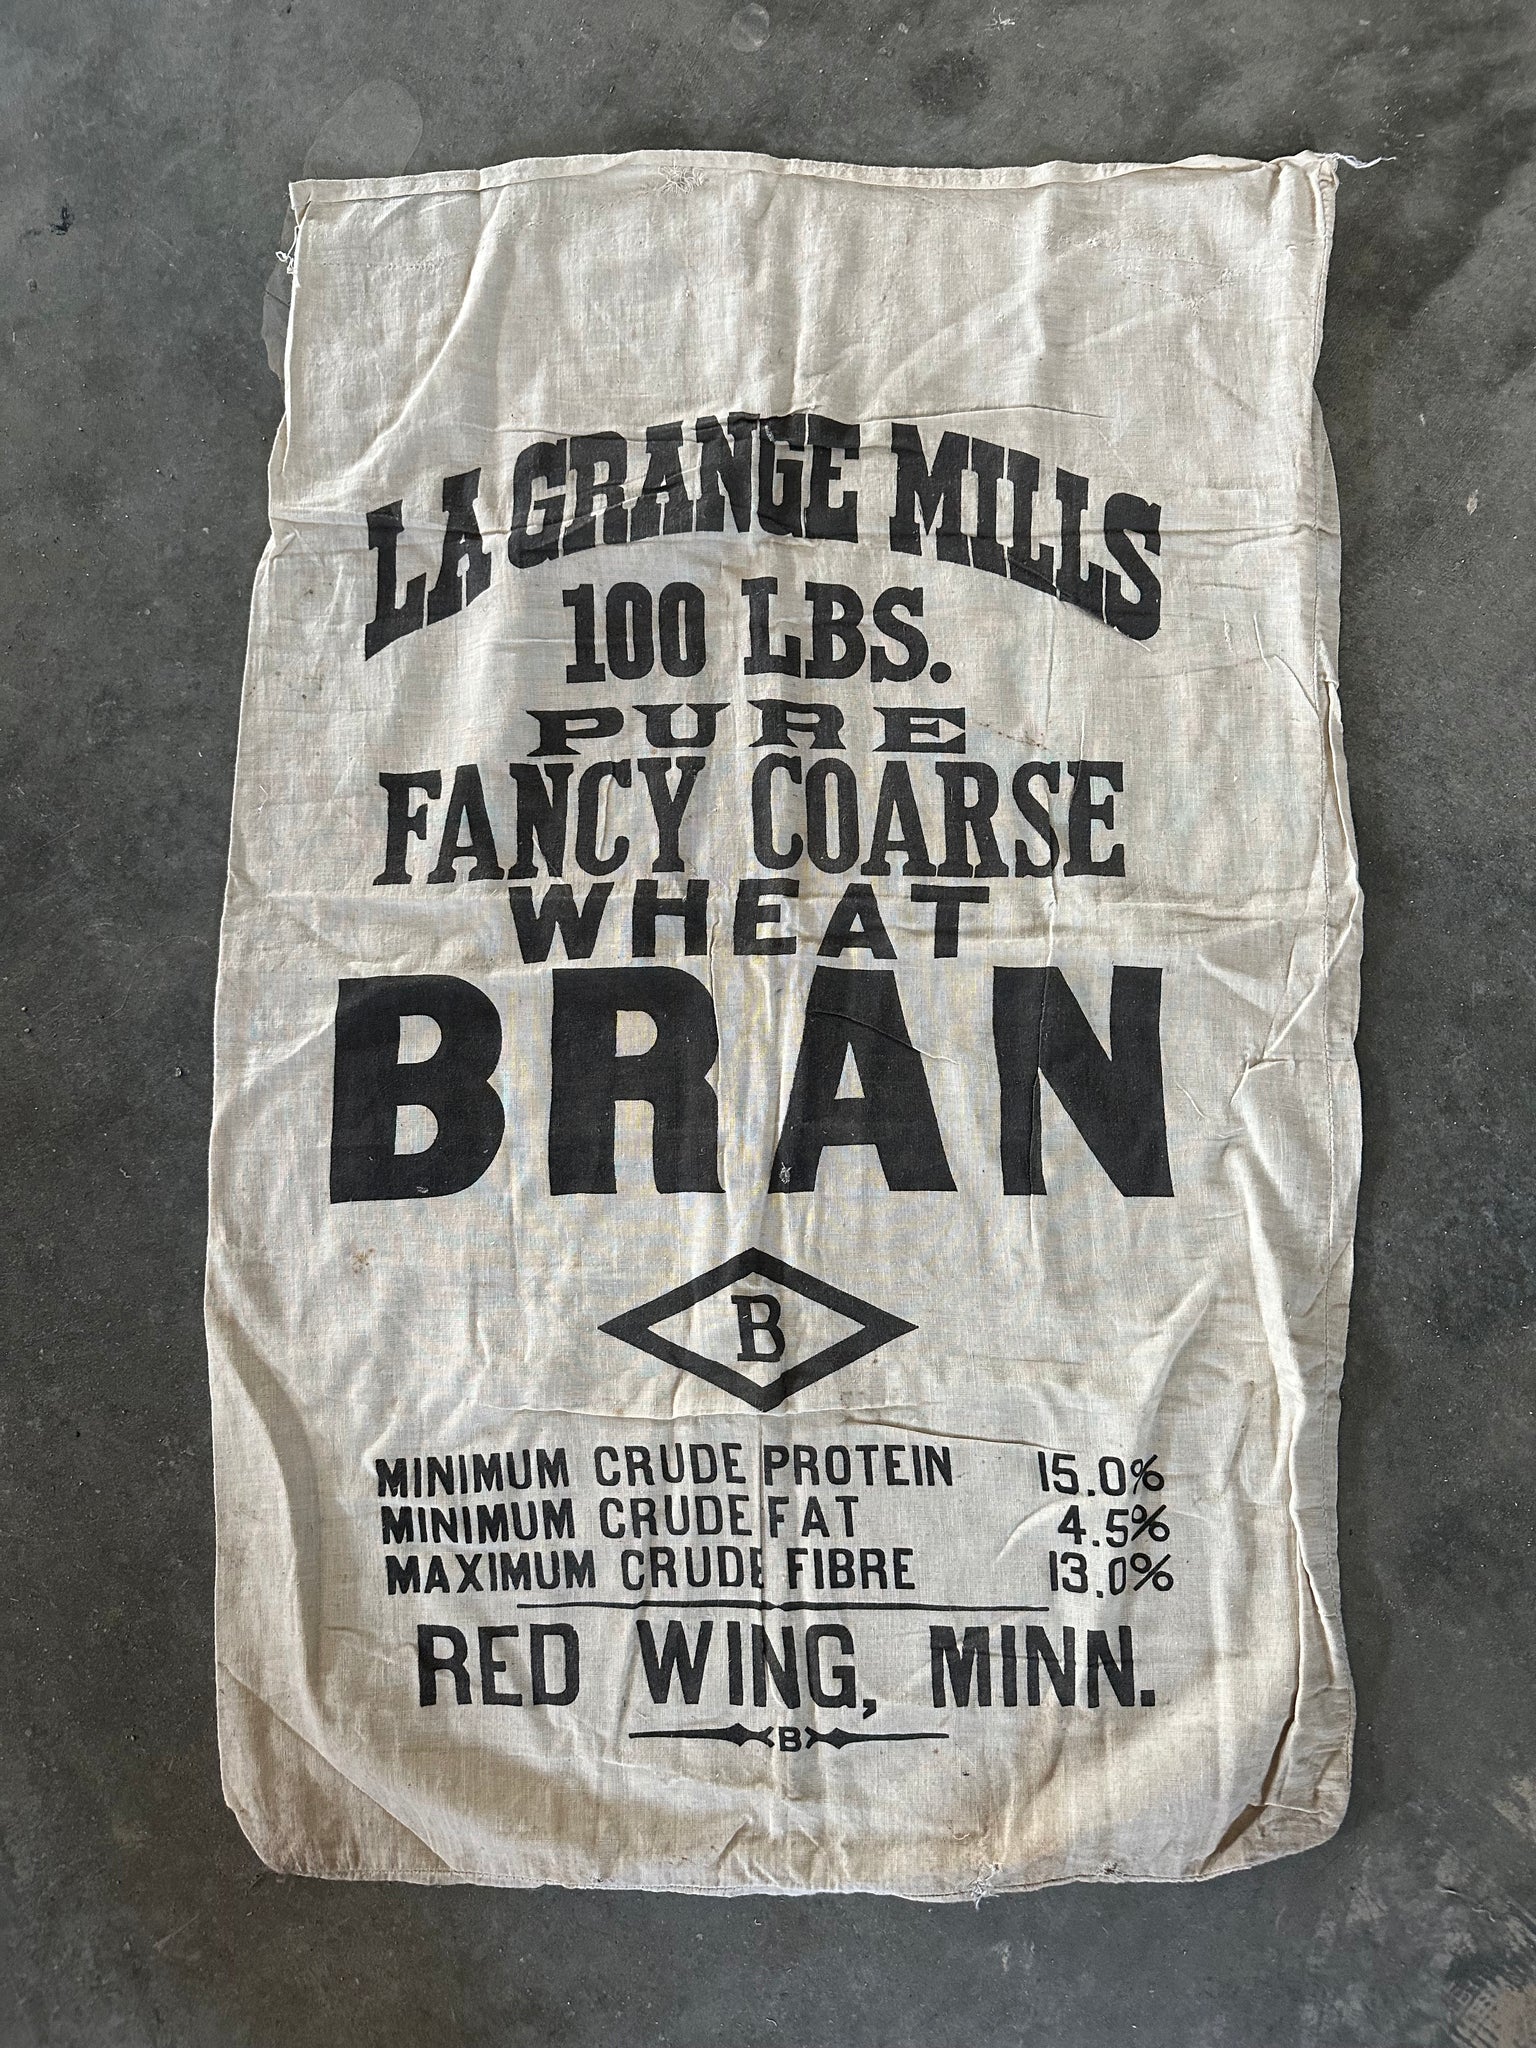 LA GRANGE MILLS
100 LBS.
PURE
FANCY COARSE
WHEAT
BRAN
B
MINIMUM CRUDE PROTEIN 15.0%
MINIMUM CRUDE FAT 4.5%
MAXIMUM CRUDE FIBRE 13.0%
RED WING, MINN.
B